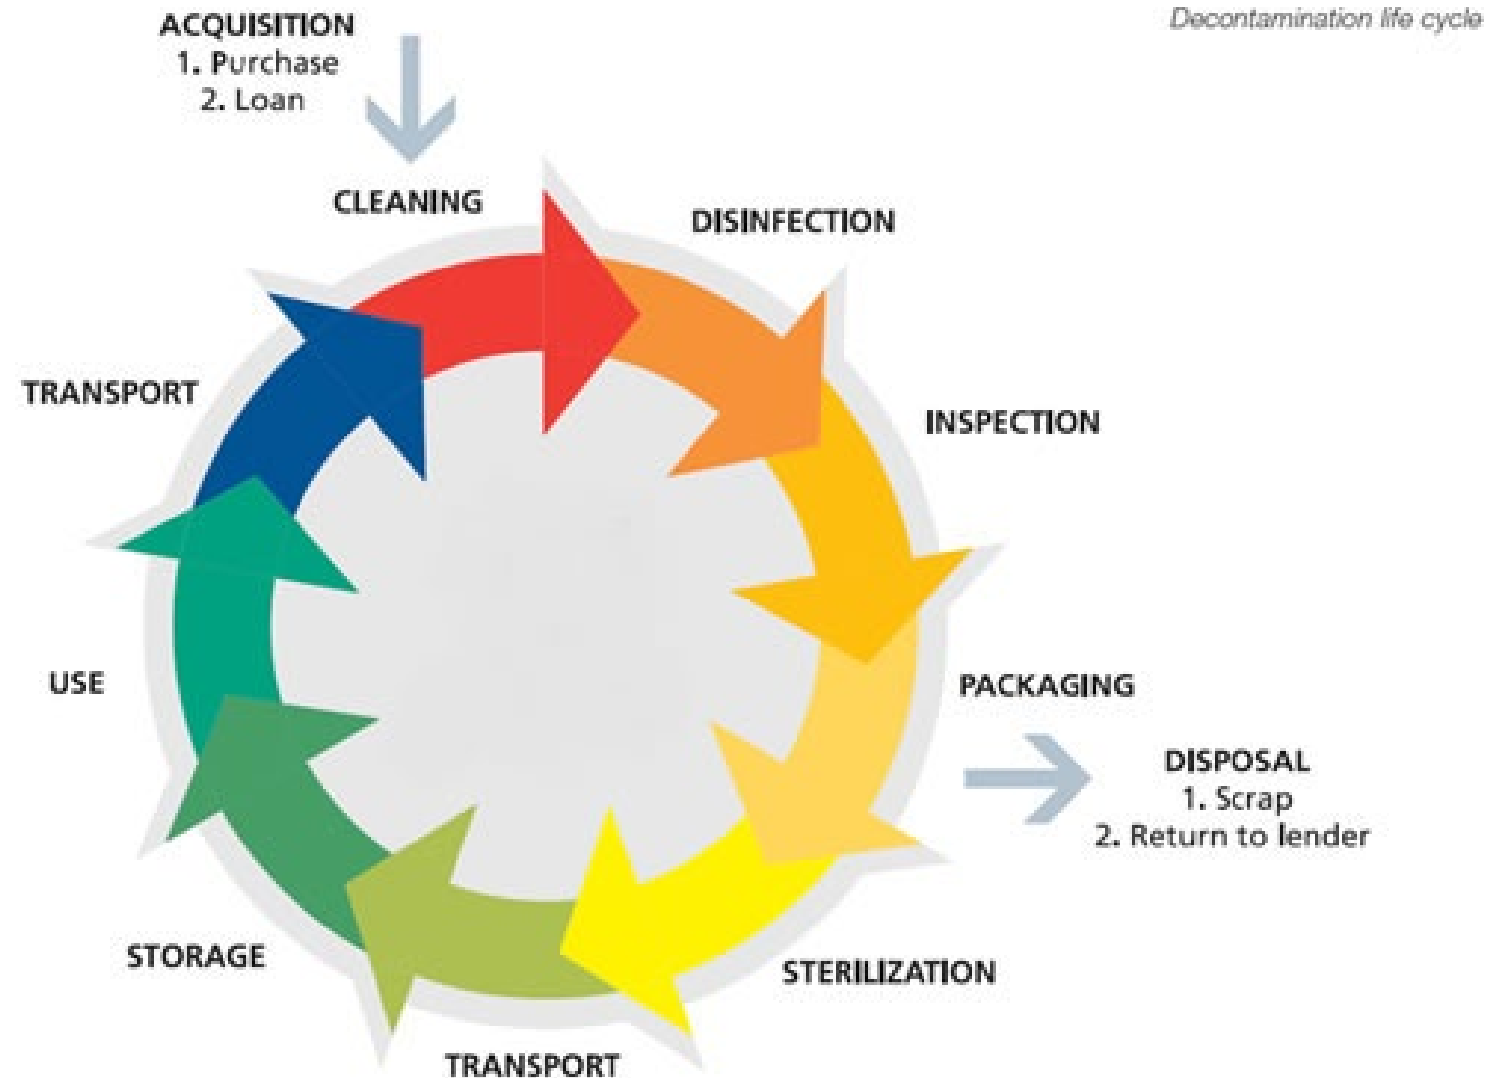 Decontamination life cycle
ACQUISITION
1. Purchase
2. Loan
CLEANING
DISINFECTION
INSPECTION
PACKAGING
DISPOSAL
1. Scrap
2. Return to lender
STERILIZATION
TRANSPORT
STORAGE
USE
TRANSPORT